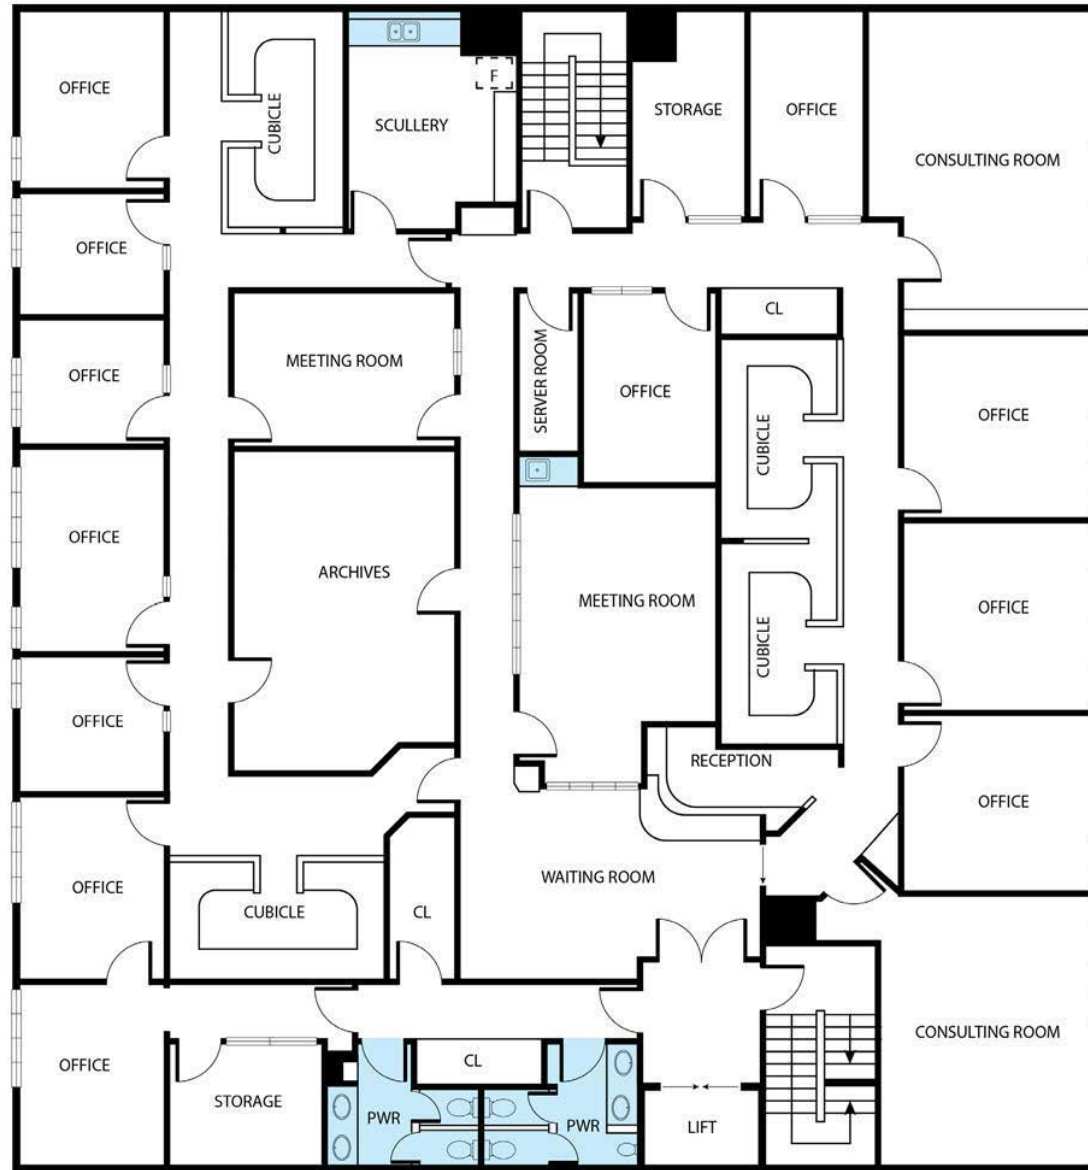 OFFICE
CUBICLE
SCULLERY
F
STORAGE
OFFICE
CONSULTING ROOM
OFFICE
OFFICE
MEETING ROOM
SERVER ROOM
OFFICE
CL
CUBICLE
OFFICE
OFFICE
ARCHIVES
MEETING ROOM
CUBICLE
OFFICE
OFFICE
RECEPTION
OFFICE
OFFICE
CUBICLE
CL
WAITING ROOM
OFFICE
STORAGE
PWR
CL
PWR
LIFT
CONSULTING ROOM